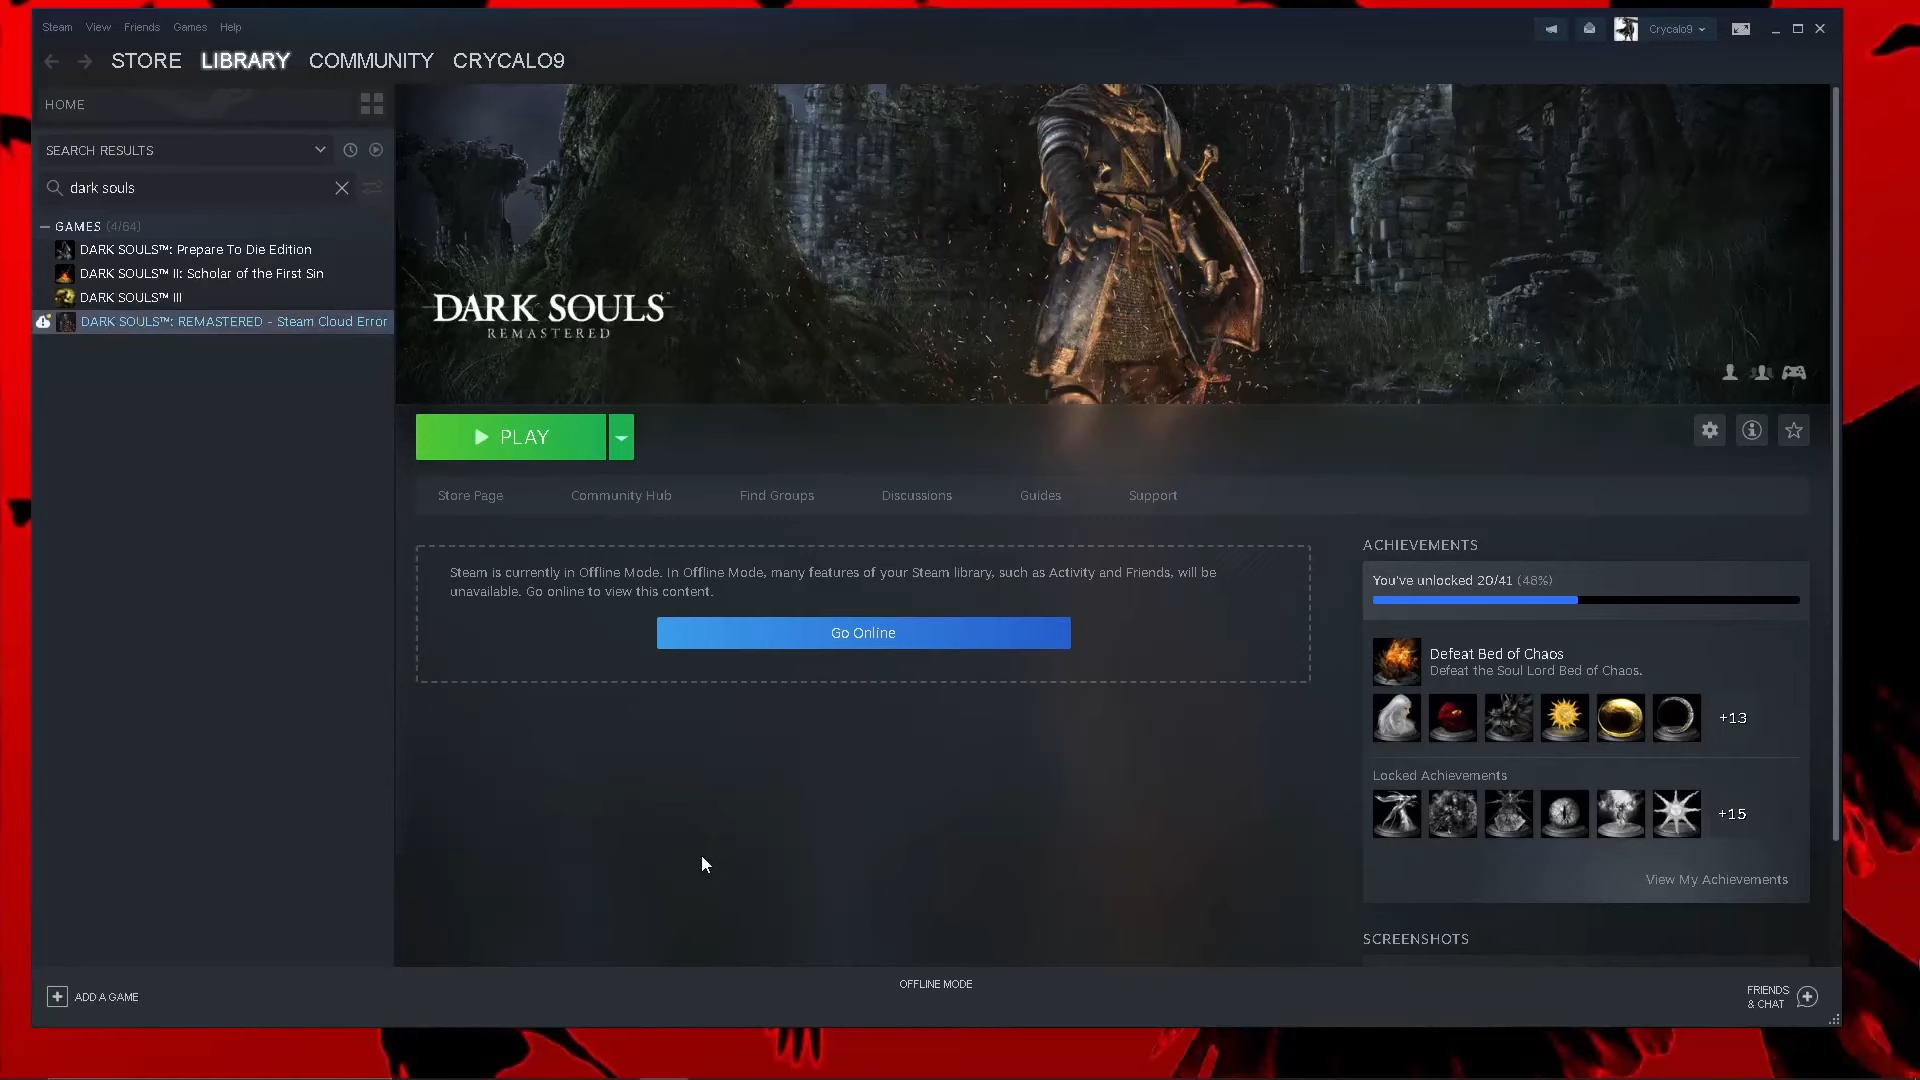 Steam View Friends Games Help
Crycalo9
STORE LIBRARY COMMUNITY CRYCALO9
HOME
SEARCH RESULTS
dark souls
GAMES (4/64)
DARK SOULS™: Prepare To Die Edition
DARK SOULS™ II: Scholar of the First Sin
DARK SOULS™ III
DARK SOULS™: REMASTERED - Steam Cloud Error
DARK SOULS™
REMASTERED
PLAY
Store Page Community Hub Find Groups Discussions Guides Support
Steam is currently in Offline Mode. In Offline Mode, many features of your Steam library, such as Activity and Friends, will be
unavailable. Go online to view this content.
Go Online
ACHIEVEMENTS
You've unlocked 20/41 (48%)
Defeat Bed of Chaos
Defeat the Soul Lord Bed of Chaos.
+13
Locked Achievements
+15
View My Achievements
SCREENSHOTS
ADD A GAME
OFFLINE MODE
FRIENDS
& CHAT